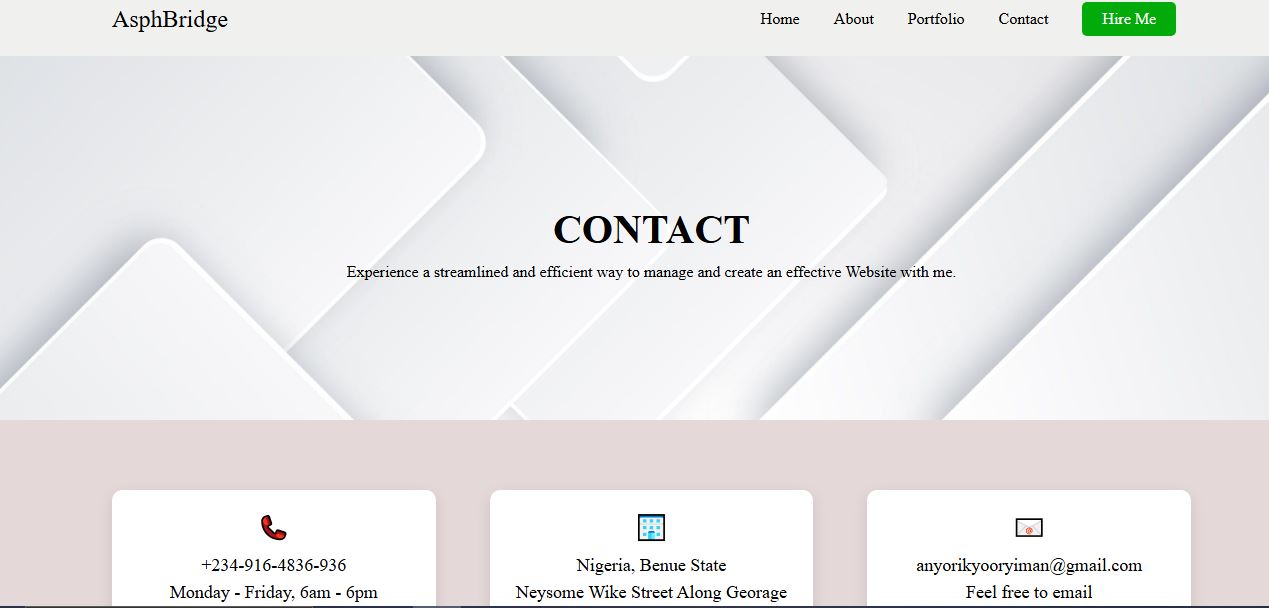 AsphBridge
Home About Portfolio Contact Hire Me
CONTACT
Experience a streamlined and efficient way to manage and create an effective Website with me.
+234-916-4836-936
Monday - Friday, 6am - 6pm
Nigeria, Benue State
Neysome Wike Street Along Georage
anyorikyooryiman@gmail.com
Feel free to email